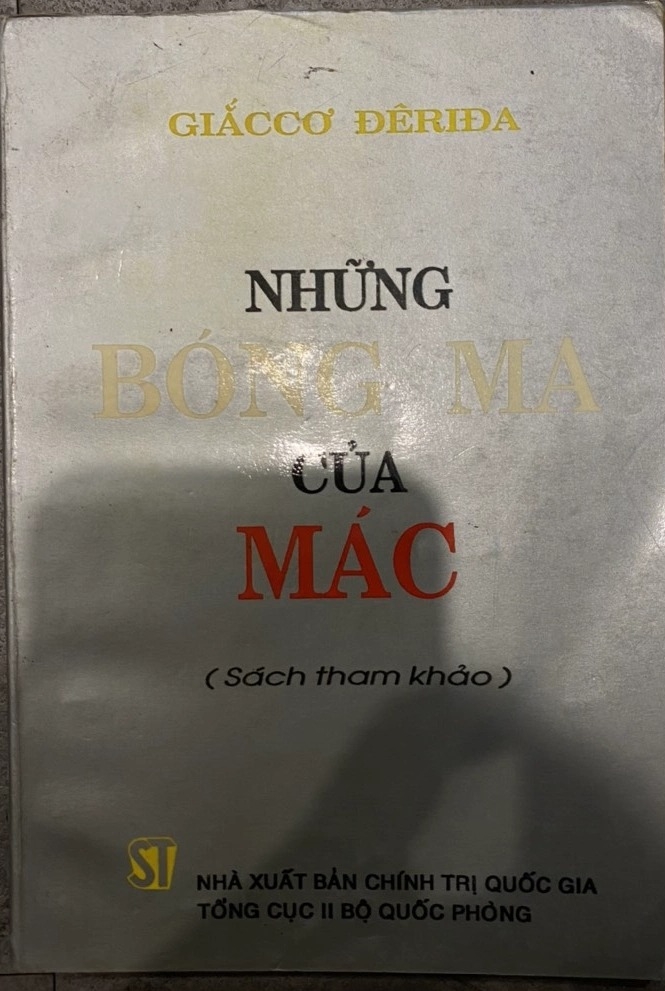 GIẮCCƠ ĐÊRIĐA
NHỮNG
BÓNG MA
CỦA
MÁC
(Sách tham khảo)
ST
NHÀ XUẤT BẢN CHÍNH TRỊ QUỐC GIA
TỔNG CỤC II BỘ QUỐC PHÒNG